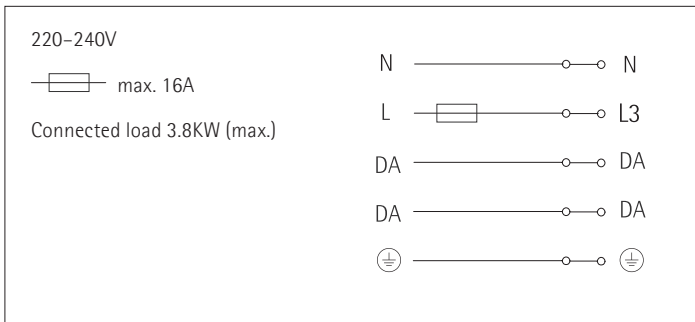 220–240V
max. 16A
Connected load 3.8KW (max.)
N N
L L3
DA DA
DA DA